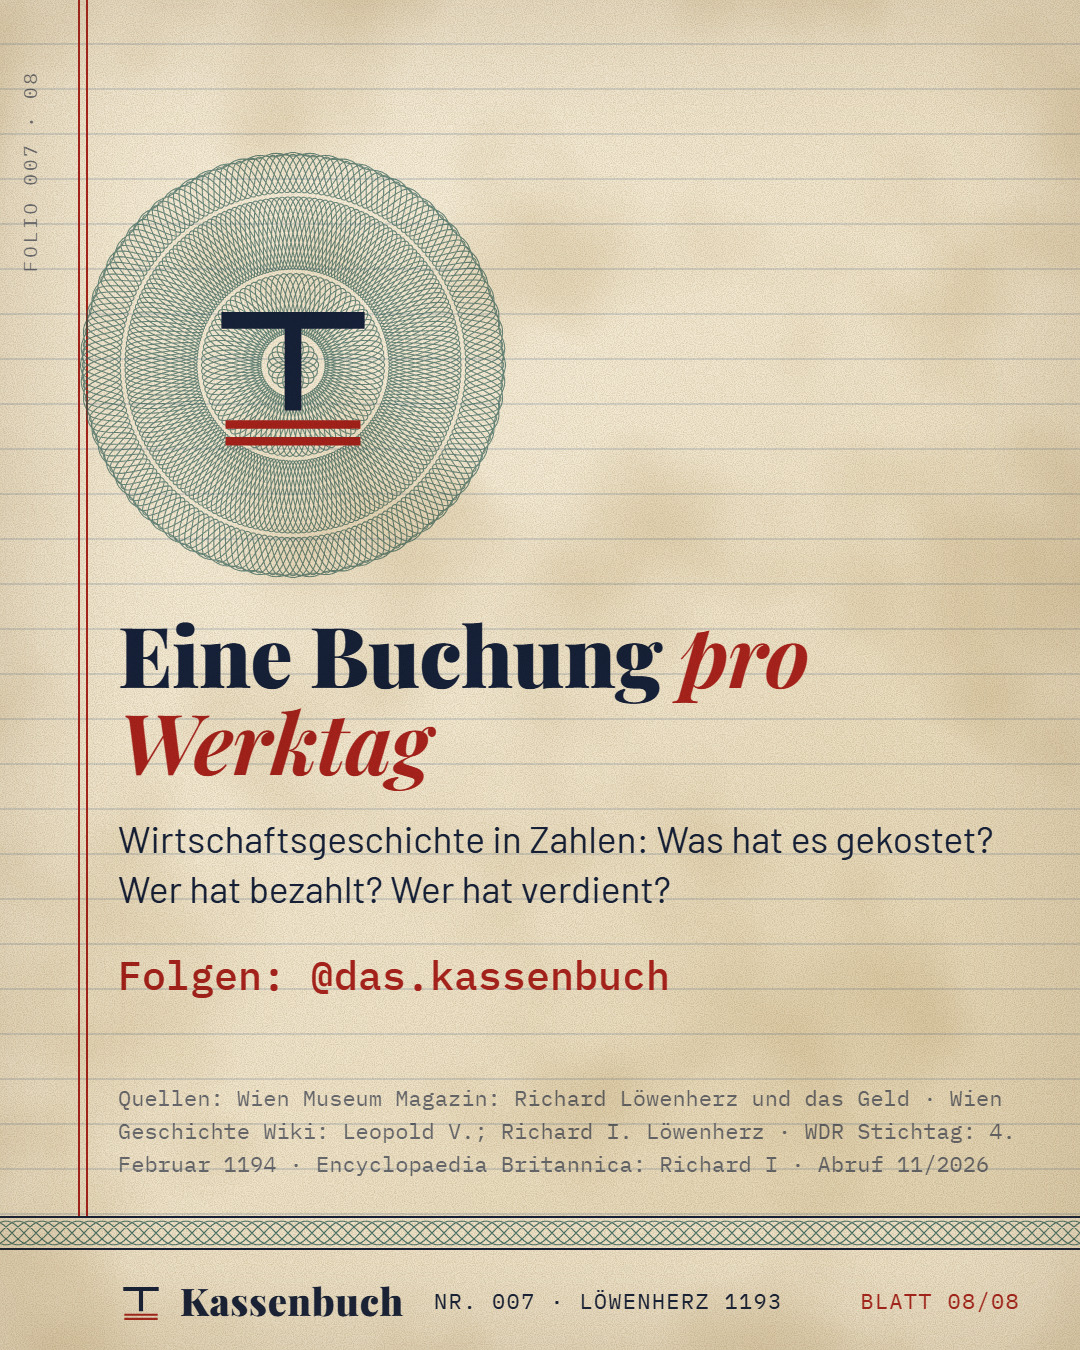 FOLIO 007 · 08
Eine Buchung pro
Werktag
Wirtschaftsgeschichte in Zahlen: Was hat es gekostet?
Wer hat bezahlt? Wer hat verdient?
Folgen: @das.kassenbuch
Quellen: Wien Museum Magazin: Richard Löwenherz und das Geld · Wien
Geschichte Wiki: Leopold V.; Richard I. Löwenherz · WDR Stichtag: 4.
Februar 1194 · Encyclopaedia Britannica: Richard I · Abruf 11/2026
Kassenbuch NR. 007 · LÖWENHERZ 1193 BLATT 08/08